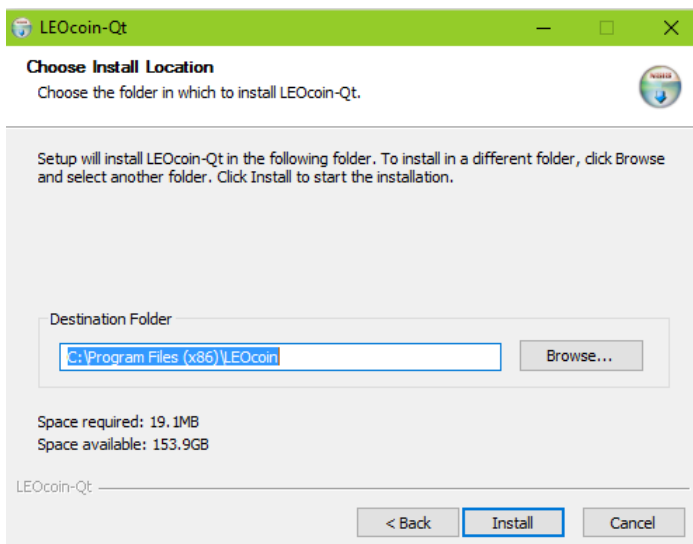 LEOcoin-Qt
Choose Install Location
Choose the folder in which to install LEOcoin-Qt.
Setup will install LEOcoin-Qt in the following folder. To install in a different folder, click Browse
and select another folder. Click Install to start the installation.
Destination Folder
C:\Program Files (x86)\LEOcoin
Browse...
Space required: 19.1MB
Space available: 153.9GB
LEOcoin-Qt
< Back
Install
Cancel